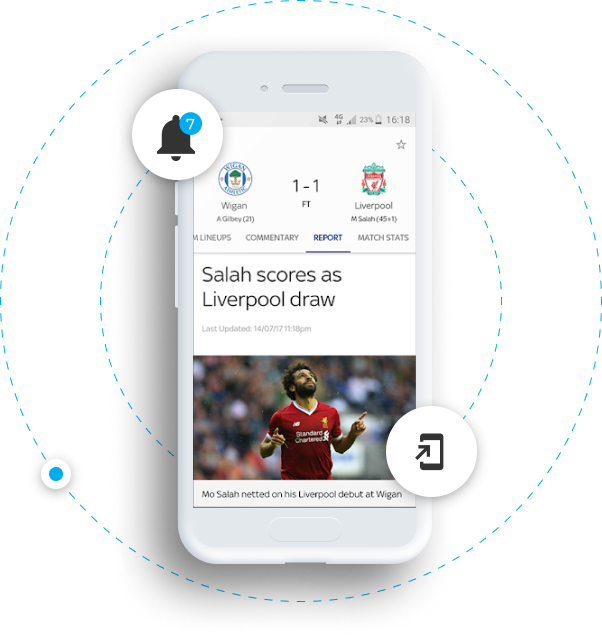 7
4G 23% 16:18
WIGAN
1-1
Wigan FT Liverpool
A Gilbey (21) M Salah (45+1)
M LINEUPS COMMENTARY REPORT MATCH STATS
Salah scores as
Liverpool draw
Last Updated: 14/07/17 11:18pm
Standard
Chartered
Mo Salah netted on his Liverpool debut at Wigan